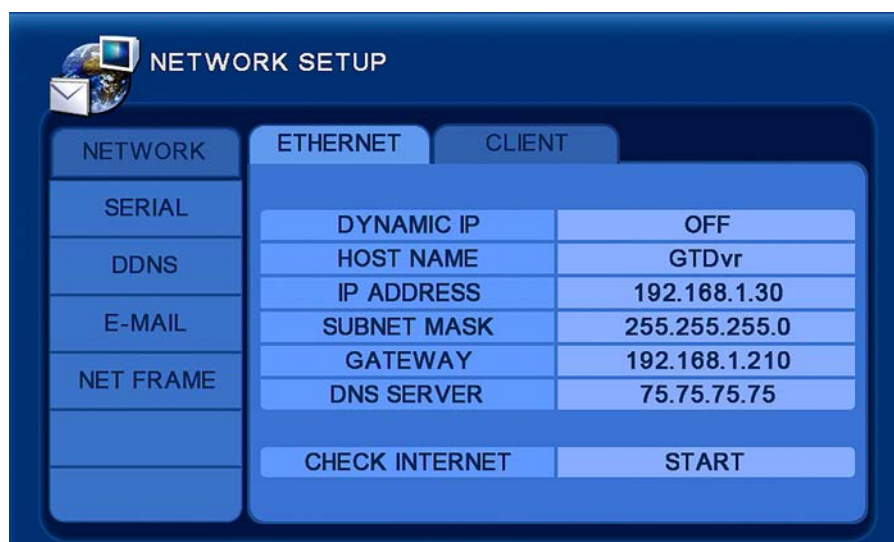 NETWORK SETUP
NETWORK
SERIAL
DDNS
E-MAIL
NET FRAME
ETHERNET CLIENT
DYNAMIC IP OFF
HOST NAME GTDvr
IP ADDRESS 192.168.1.30
SUBNET MASK 255.255.255.0
GATEWAY 192.168.1.210
DNS SERVER 75.75.75.75
CHECK INTERNET START